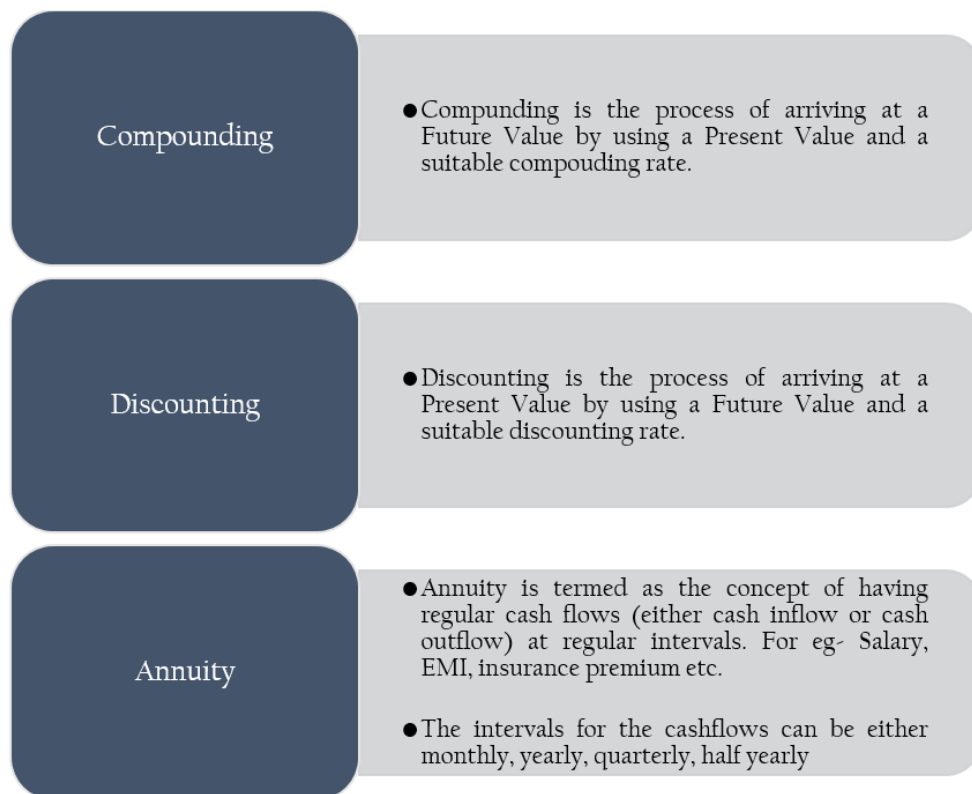 Compounding
●Compunding is the process of arriving at a
Future Value by using a Present Value and a
suitable compouding rate.
Discounting
●Discounting is the process of arriving at a
Present Value by using a Future Value and a
suitable discounting rate.
Annuity
●Annuity is termed as the concept of having
regular cash flows (either cash inflow or cash
outflow) at regular intervals. For eg- Salary,
EMI, insurance premium etc.
●The intervals for the cashflows can be either
monthly, yearly, quarterly, half yearly